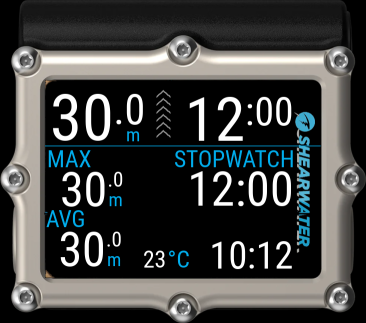 30.0 m 12:00
MAX STOPWATCH
30.0 m 12:00
AVG
30.0 m 23°C 10:12
SHEARWATER